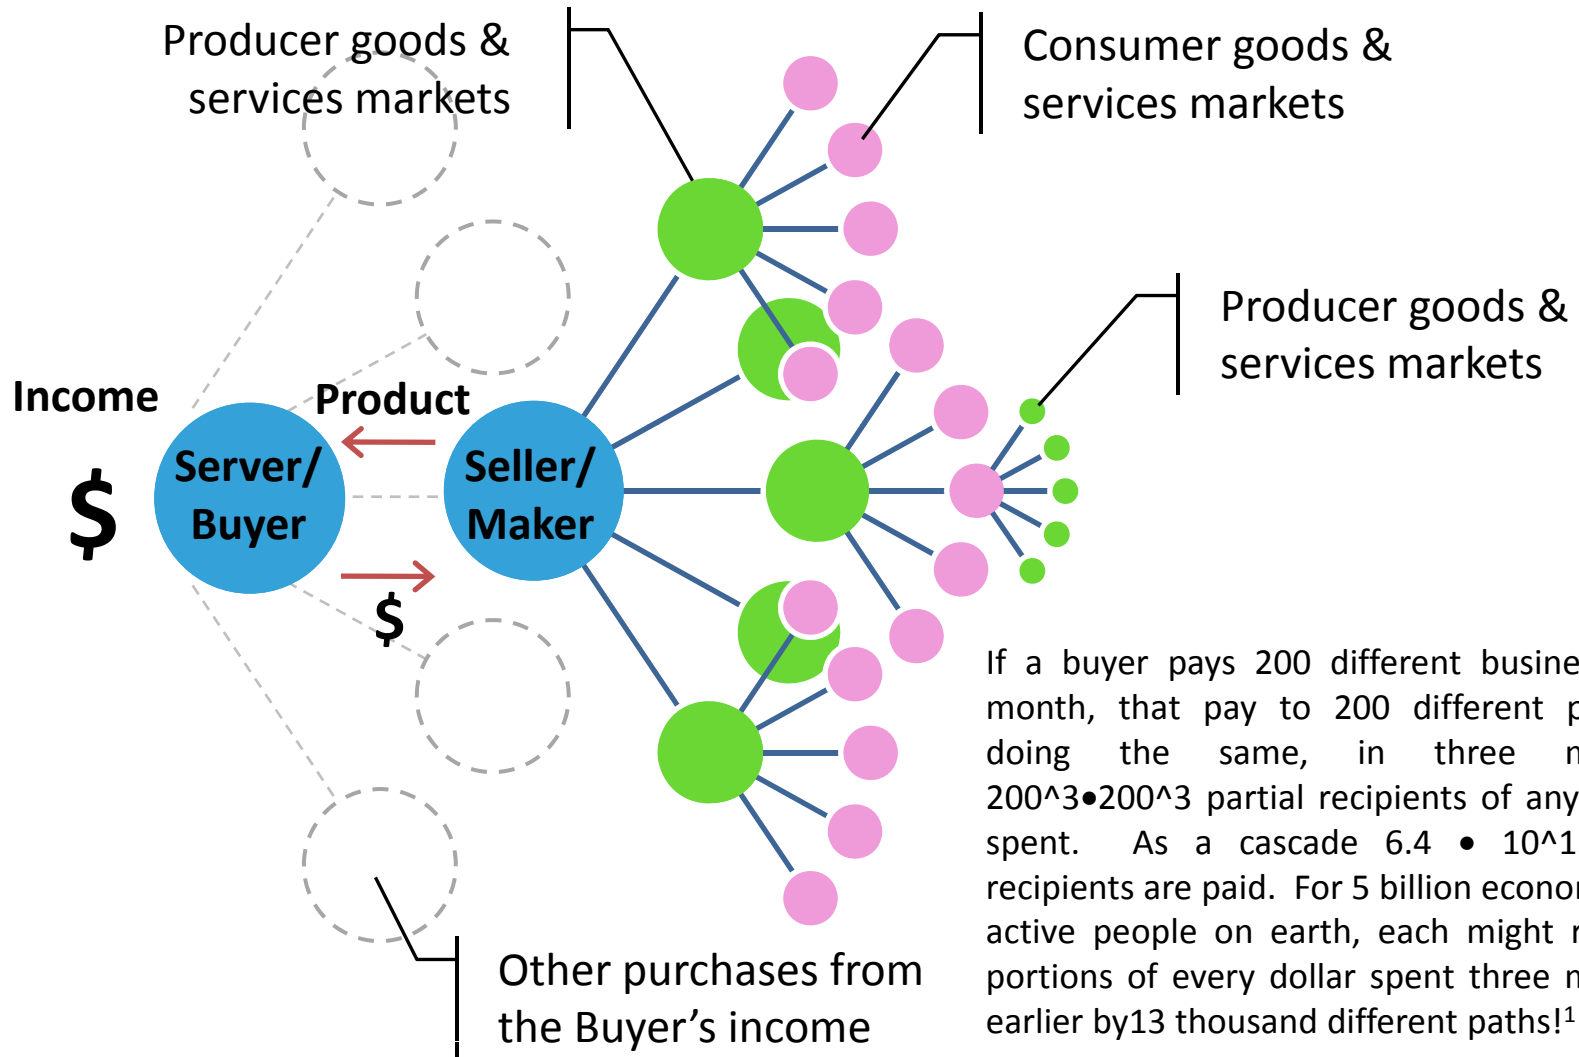 Producer goods &
services markets
Consumer goods &
services markets
Producer goods &
services markets
Income
$
Product
Server/
Buyer
Seller/
Maker
$
If a buyer pays 200 different
month, that pay to 200 different
doing the same, in three
200^3•200^3 partial recipients of any
spent. As a cascade 6.4 •
recipients are paid. For 5 billion
active people on earth, each might
portions of every dollar spent three
earlier by13 thousand different paths!¹
Other purchases from
the Buyer’s income